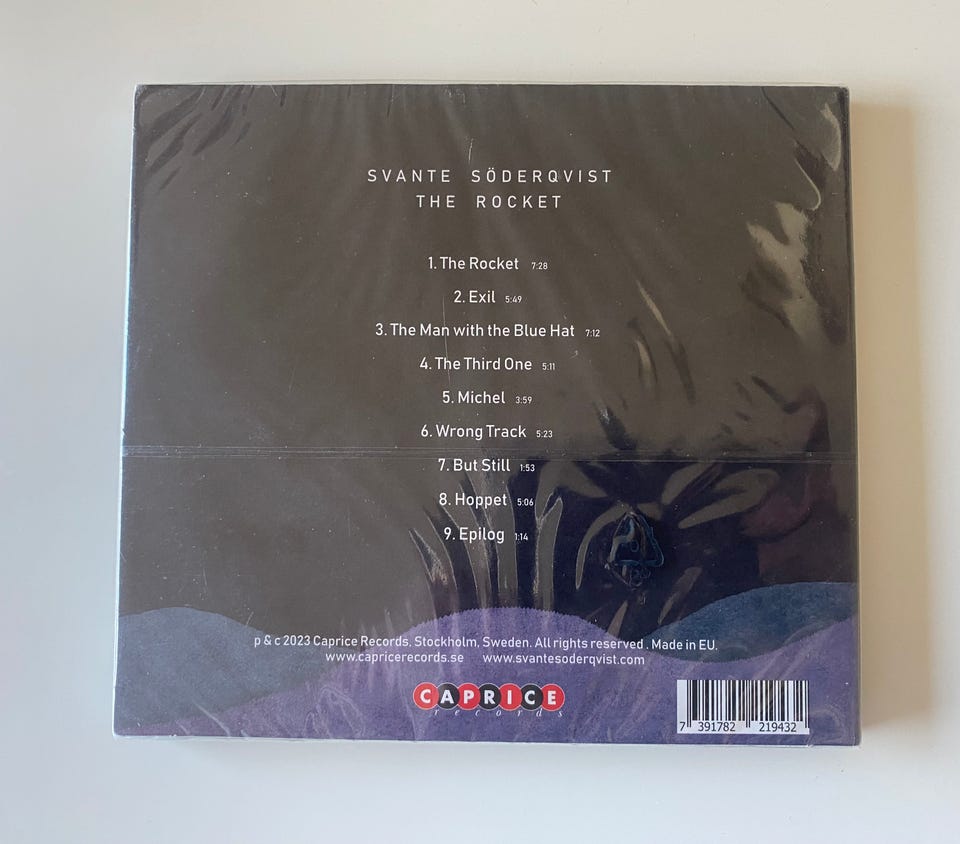 SVANTE SÖDERQVIST
THE ROCKET
1. The Rocket 7:28
2. Exil 5:49
3. The Man with the Blue Hat 7:12
4. The Third One 5:11
5. Michel 3:59
6. Wrong Track 5:23
7. But Still 1:53
8. Hoppet 5:06
9. Epilog 1:14
p & c 2023 Caprice Records. Stockholm, Sweden. All rights reserved . Made in EU.
www.capricerecords.se www.svantesoderqvist.com
CAPRICE
records
7 391782 219432